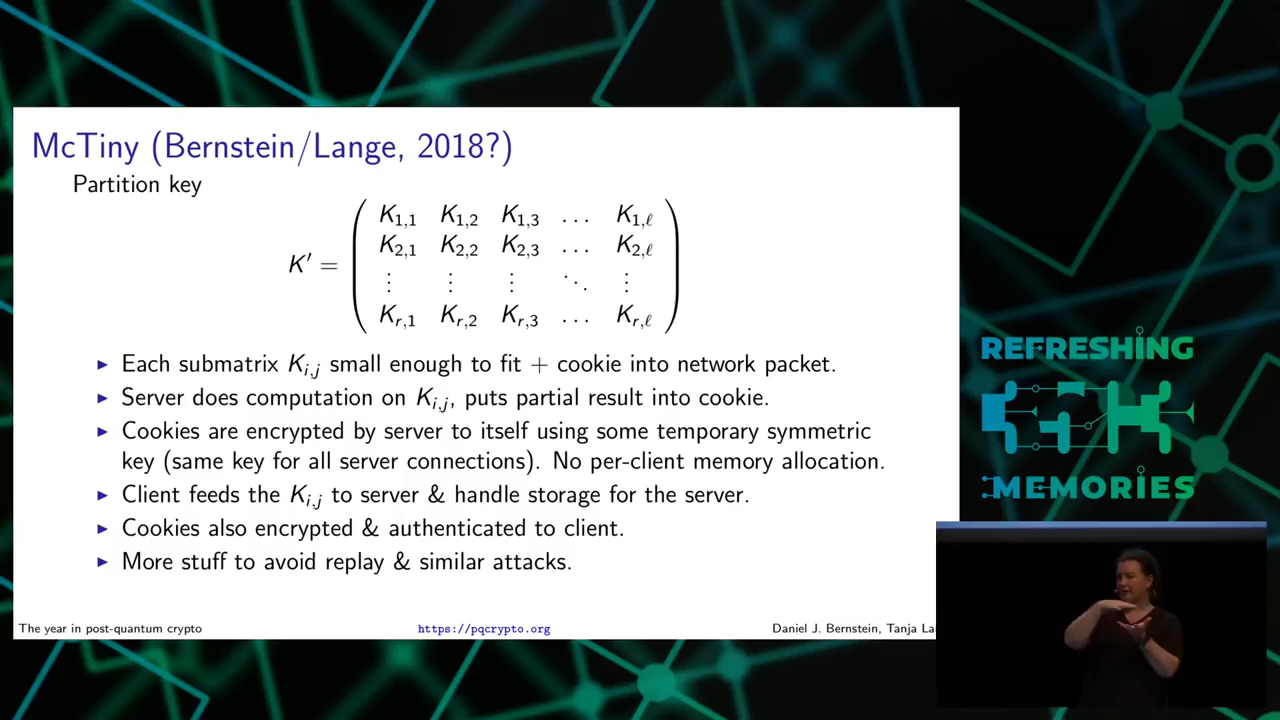 McTiny (Bernstein/Lange, 2018?)
Partition key
K′ =
K1,1 K1,2 K1,3 … K1,ℓ
K2,1 K2,2 K2,3 … K2,ℓ
⋮ ⋮ ⋮ ⋱ ⋮
Kr,1 Kr,2 Kr,3 … Kr,ℓ
▶ Each submatrix Ki,j small enough to fit + cookie into network packet.
▶ Server does computation on Ki,j, puts partial result into cookie.
▶ Cookies are encrypted by server to itself using some temporary symmetric
key (same key for all server connections). No per-client memory allocation.
▶ Client feeds the Ki,j to server & handle storage for the server.
▶ Cookies also encrypted & authenticated to client.
▶ More stuff to avoid replay & similar attacks.
The year in post-quantum crypto https://pqcrypto.org Daniel J. Bernstein, Tanja
REFRESHING
MEMORIES